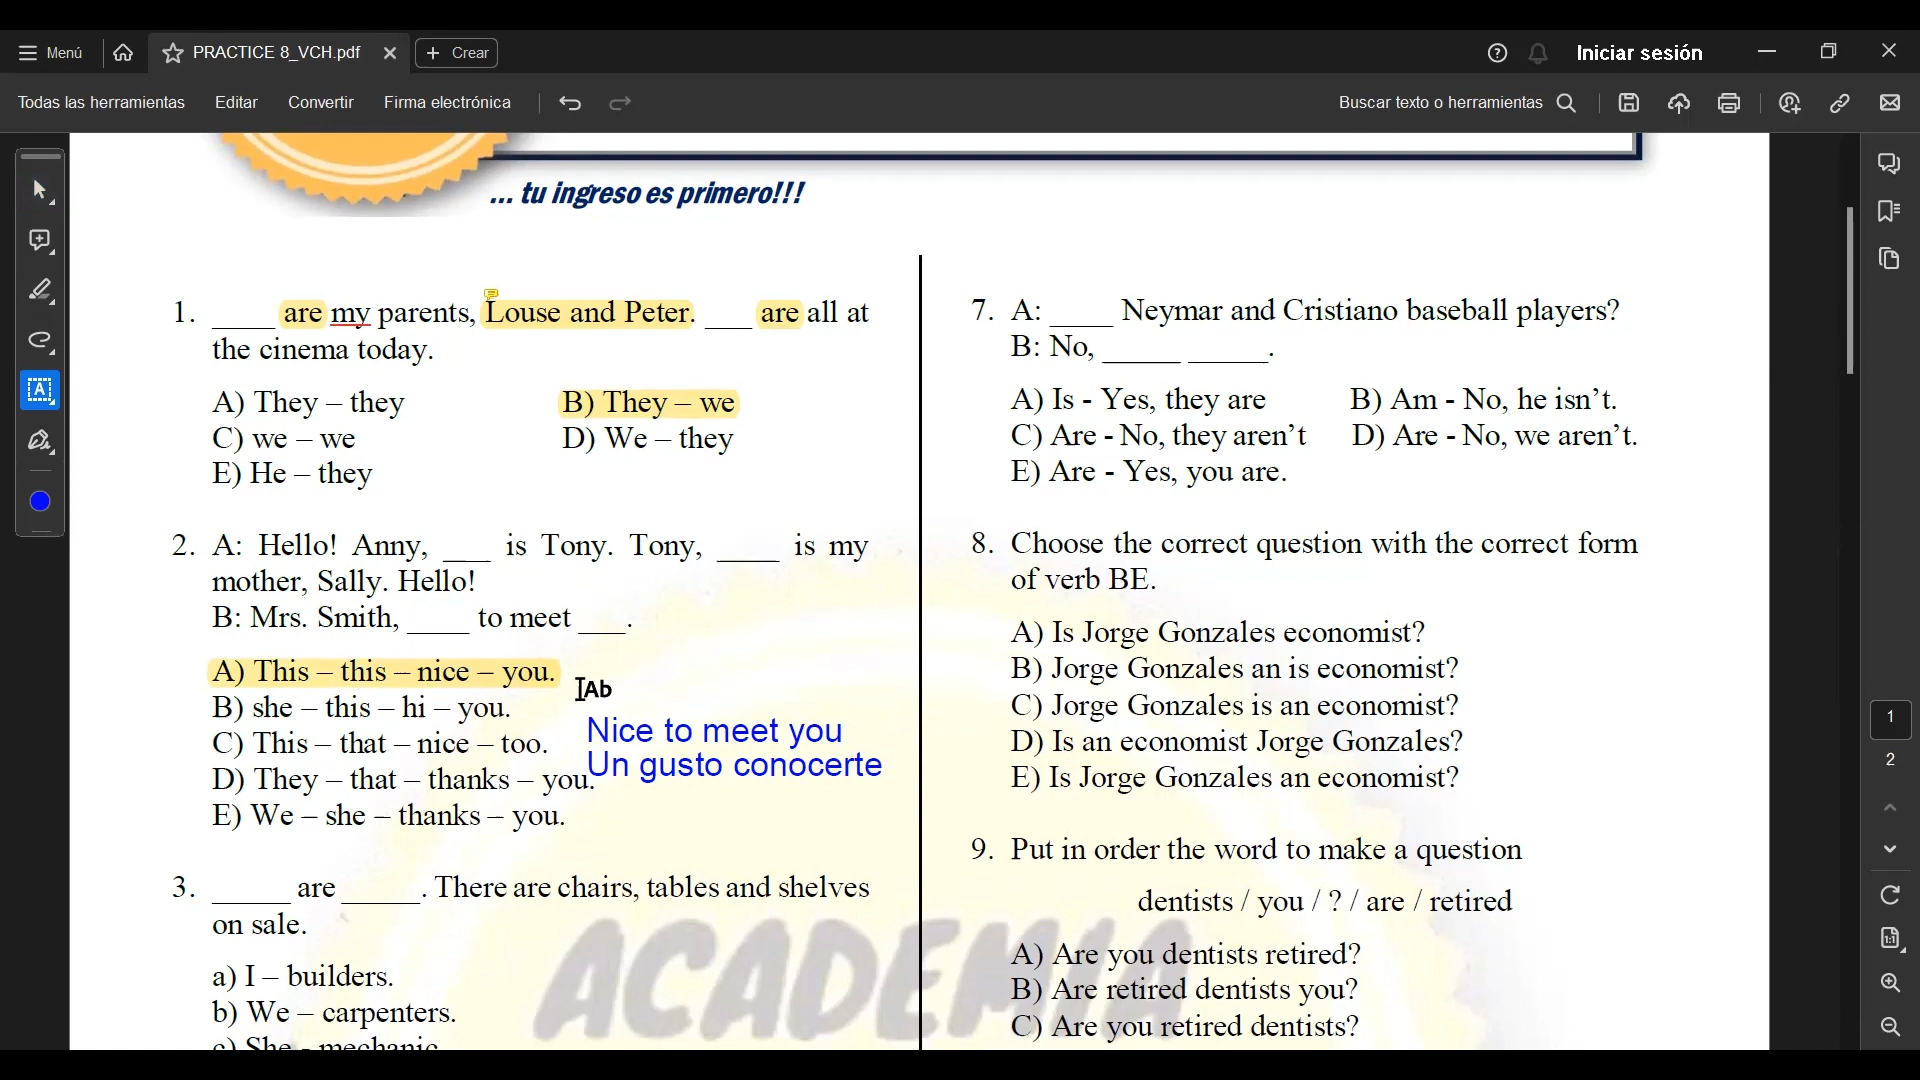 Menú
PRACTICE 8_VCH.pdf
Crear
Iniciar sesión
Todas las herramientas
Editar
Convertir
Firma electrónica
Buscar texto o herramientas
... tu ingreso es primero!!!
1. ____ are my parents, Louse and Peter. ___ are all at
the cinema today.
A) They – they
B) They – we
C) we – we
D) We – they
E) He – they
2. A: Hello! Anny, ___ is Tony. Tony, ____ is my
mother, Sally. Hello!
B: Mrs. Smith, ____ to meet ___.
A) This – this – nice – you.
Ab
B) she – this – hi – you.
C) This – that – nice – too.
D) They – that – thanks – you.
E) We – she – thanks – you.
Nice to meet you
Un gusto conocerte
3. _____ are _____. There are chairs, tables and shelves
on sale.
a) I – builders.
b) We – carpenters.
c) She - mechanic
7. A: ____ Neymar and Cristiano baseball players?
B: No, _____ _____.
A) Is - Yes, they are
B) Am - No, he isn’t.
C) Are - No, they aren’t
D) Are - No, we aren’t.
E) Are - Yes, you are.
8. Choose the correct question with the correct form
of verb BE.
A) Is Jorge Gonzales economist?
B) Jorge Gonzales an is economist?
C) Jorge Gonzales is an economist?
D) Is an economist Jorge Gonzales?
E) Is Jorge Gonzales an economist?
9. Put in order the word to make a question
dentists / you / ? / are / retired
A) Are you dentists retired?
B) Are retired dentists you?
C) Are you retired dentists?
ACADEMIA
1
2